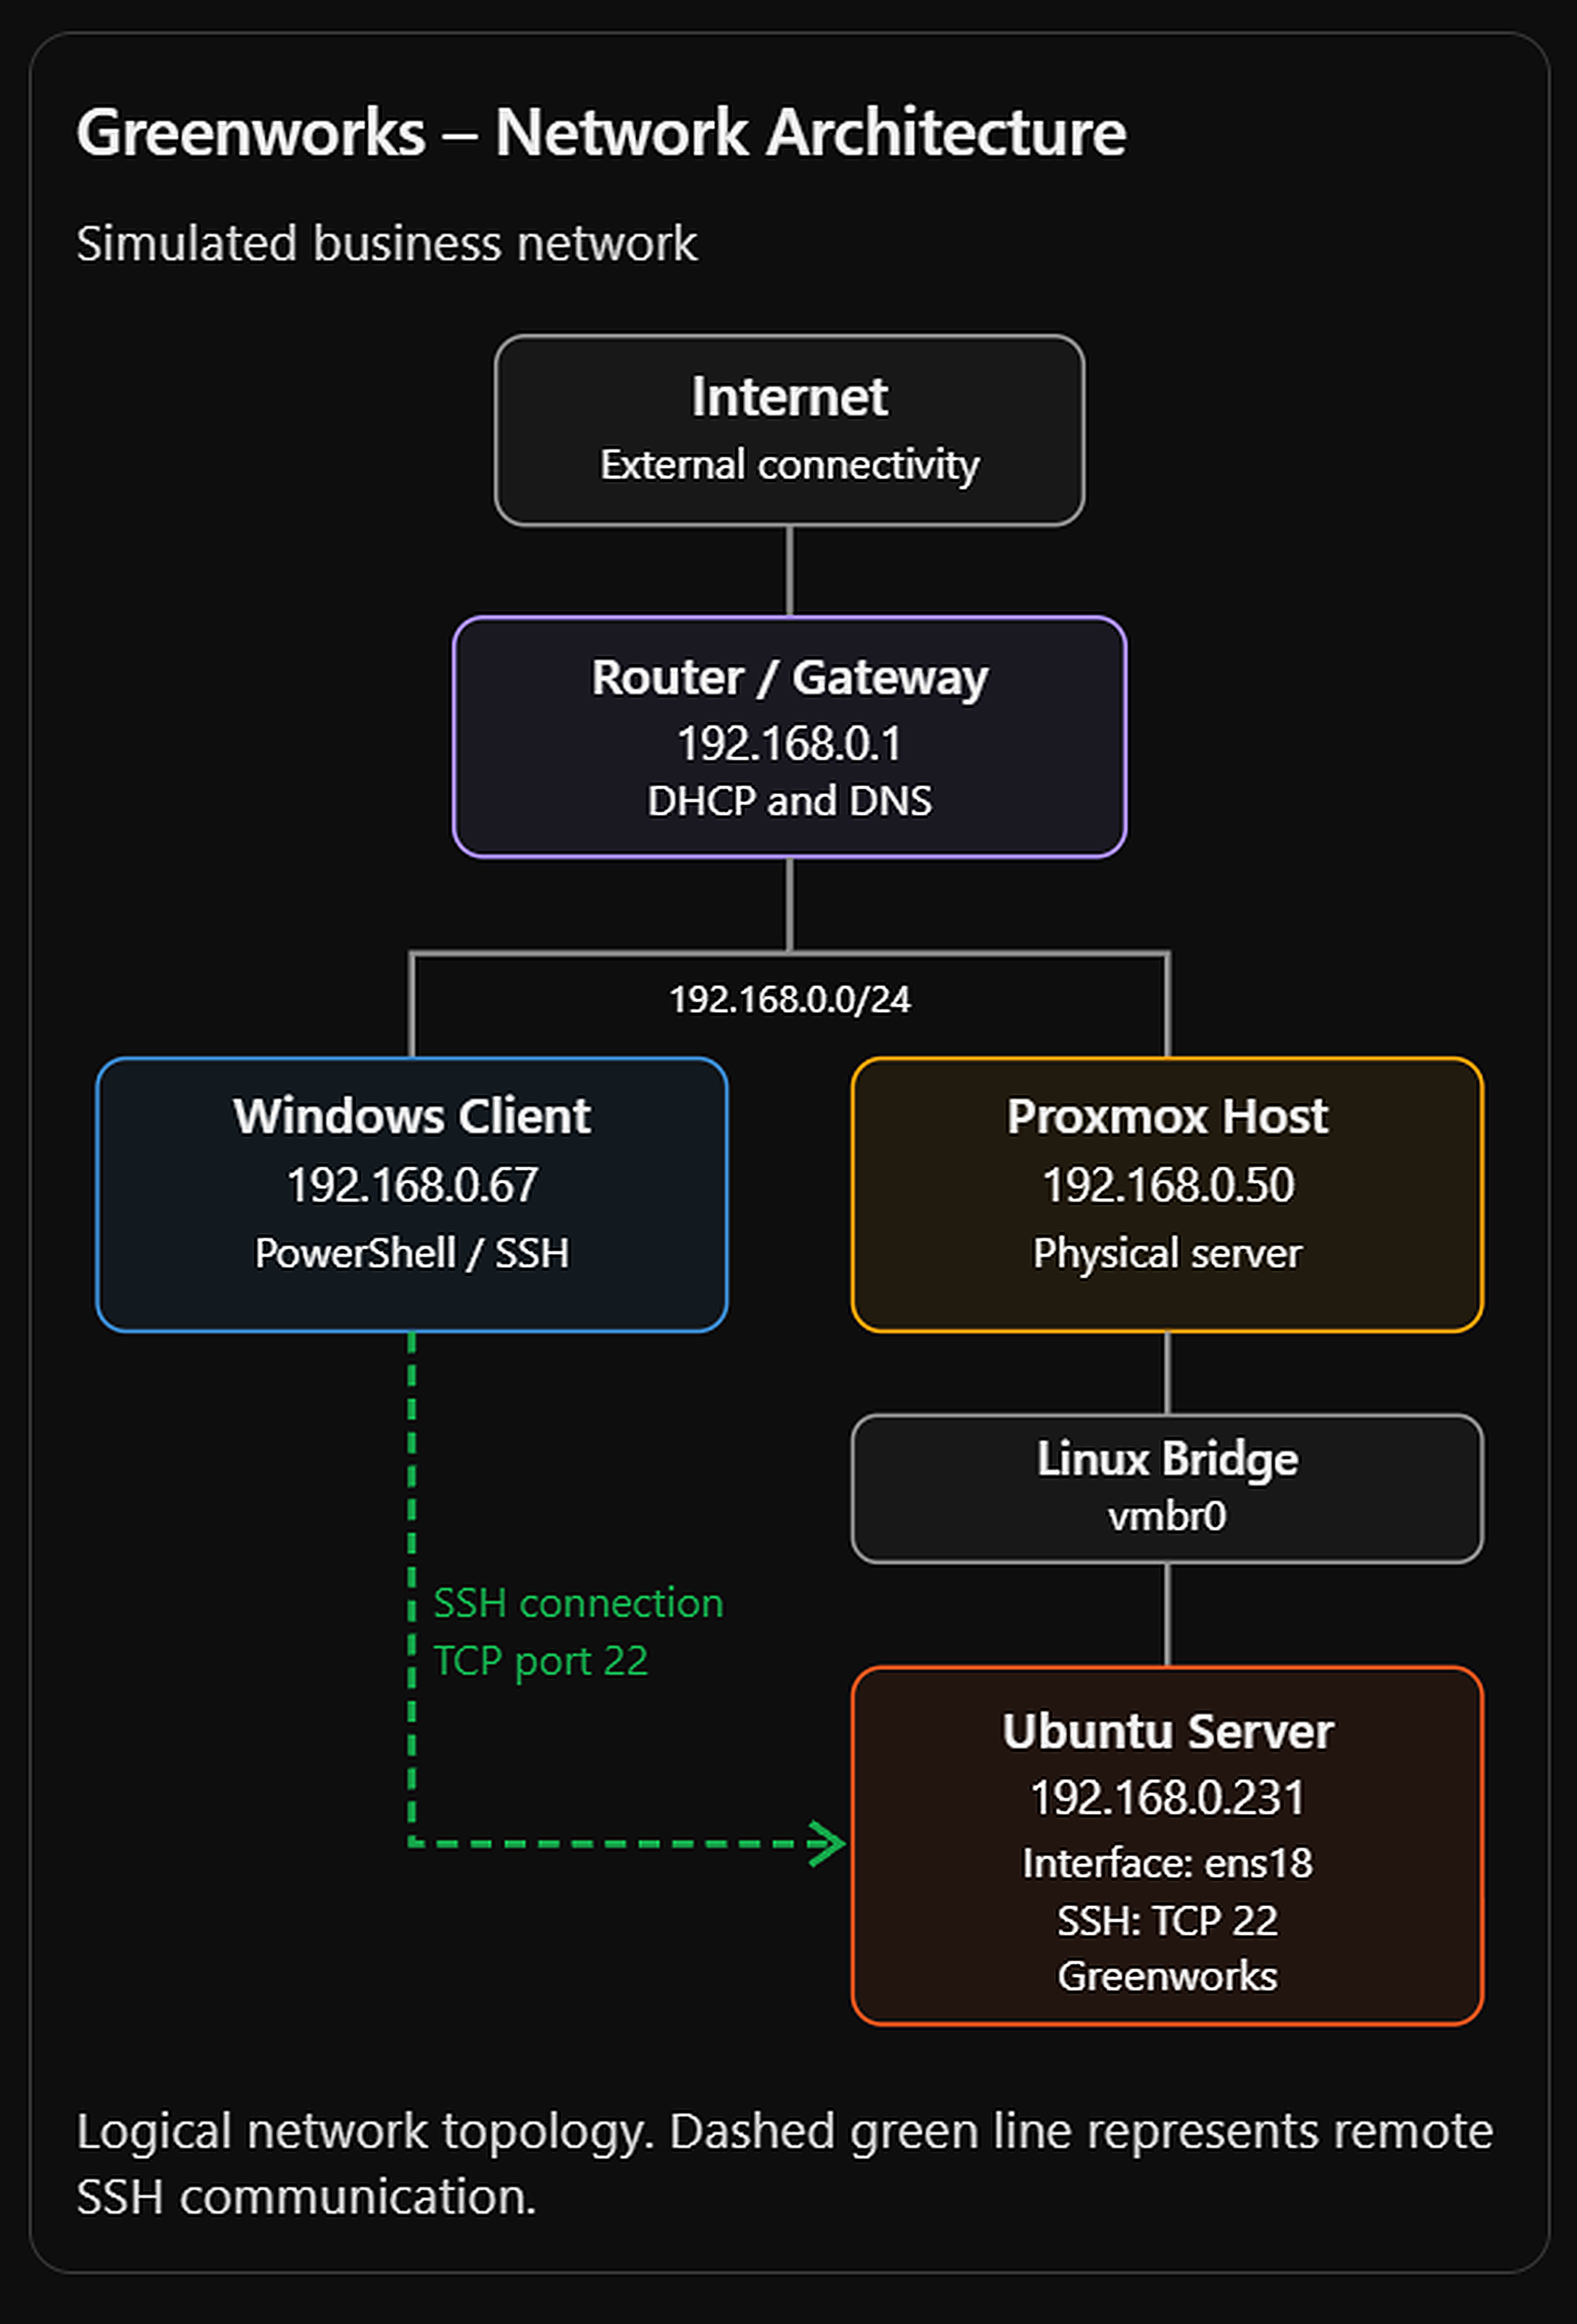 Greenworks – Network Architecture
Simulated business network
Internet
External connectivity
Router / Gateway
192.168.0.1
DHCP and DNS
192.168.0.0/24
Windows Client
192.168.0.67
PowerShell / SSH
Proxmox Host
192.168.0.50
Physical server
Linux Bridge
vmbr0
SSH connection
TCP port 22
Ubuntu Server
192.168.0.231
Interface: ens18
SSH: TCP 22
Greenworks
Logical network topology. Dashed green line represents remote
SSH communication.